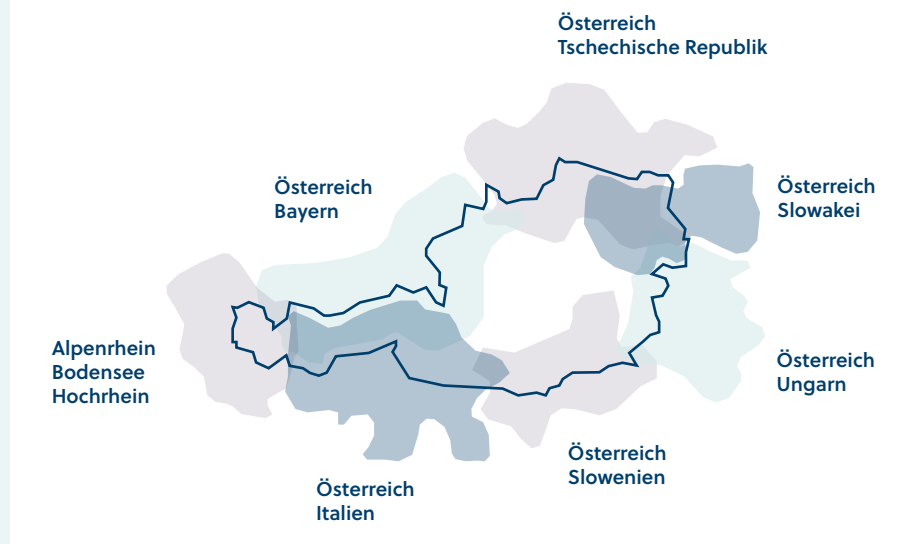 Österreich
Tschechische Republik
Österreich
Bayern
Österreich
Slowakei
Alpenrhein
Bodensee
Hochrhein
Österreich
Ungarn
Österreich
Slowenien
Österreich
Italien